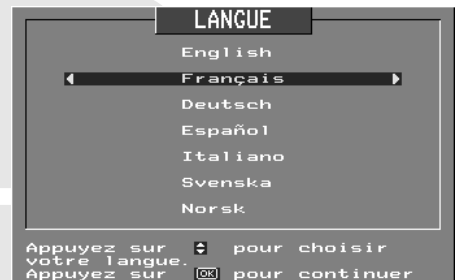 LANGUE
English
Français
Deutsch
Español
Italiano
Svenska
Norsk
Appuyez sur pour choisir
votre langue.
Appuyez sur OK pour continuer